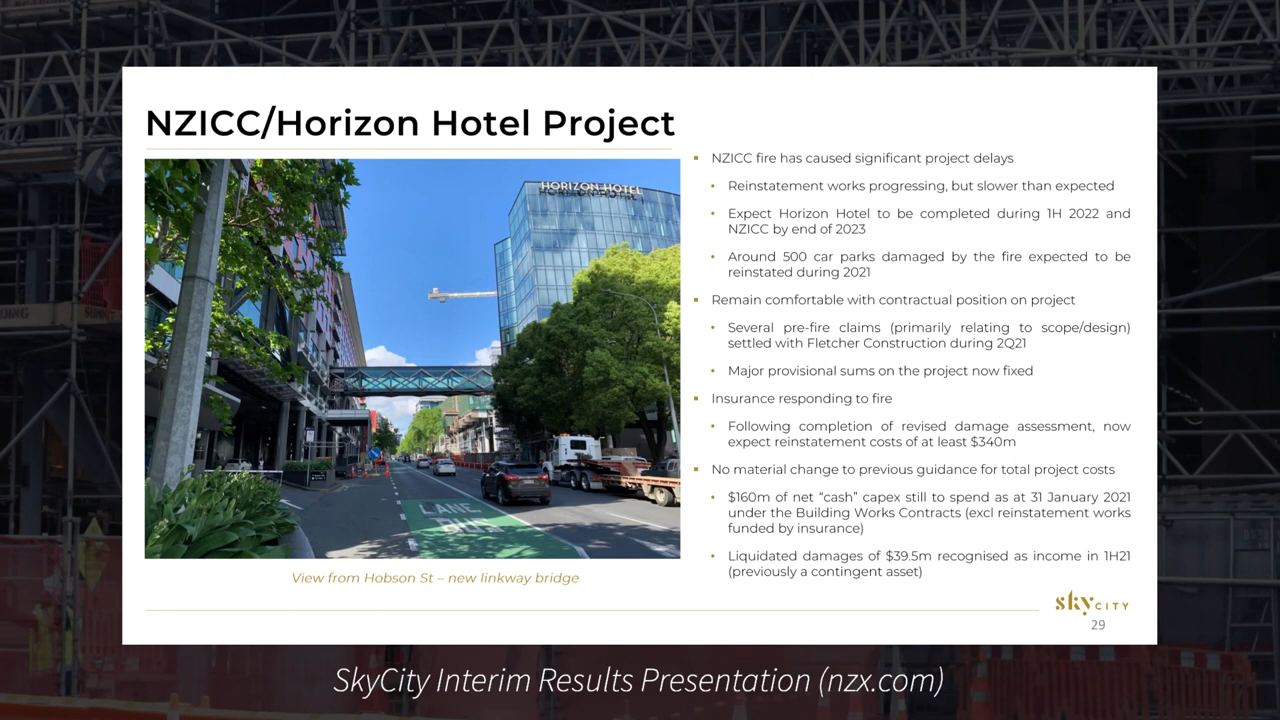 NZICC/Horizon Hotel Project
HORIZON HOTEL
LANE
BUS
View from Hobson St – new linkway bridge
▪ NZICC fire has caused significant project delays
• Reinstatement works progressing, but slower than expected
• Expect Horizon Hotel to be completed during 1H 2022 and
NZICC by end of 2023
• Around 500 car parks damaged by the fire expected to be
reinstated during 2021
▪ Remain comfortable with contractual position on project
• Several pre-fire claims (primarily relating to scope/design)
settled with Fletcher Construction during 2Q21
• Major provisional sums on the project now fixed
▪ Insurance responding to fire
• Following completion of revised damage assessment, now
expect reinstatement costs of at least $340m
▪ No material change to previous guidance for total project costs
• $160m of net “cash” capex still to spend as at 31 January 2021
under the Building Works Contracts (excl reinstatement works
funded by insurance)
• Liquidated damages of $39.5m recognised as income in 1H21
(previously a contingent asset)
sky CITY
29
SkyCity Interim Results Presentation (nzx.com)